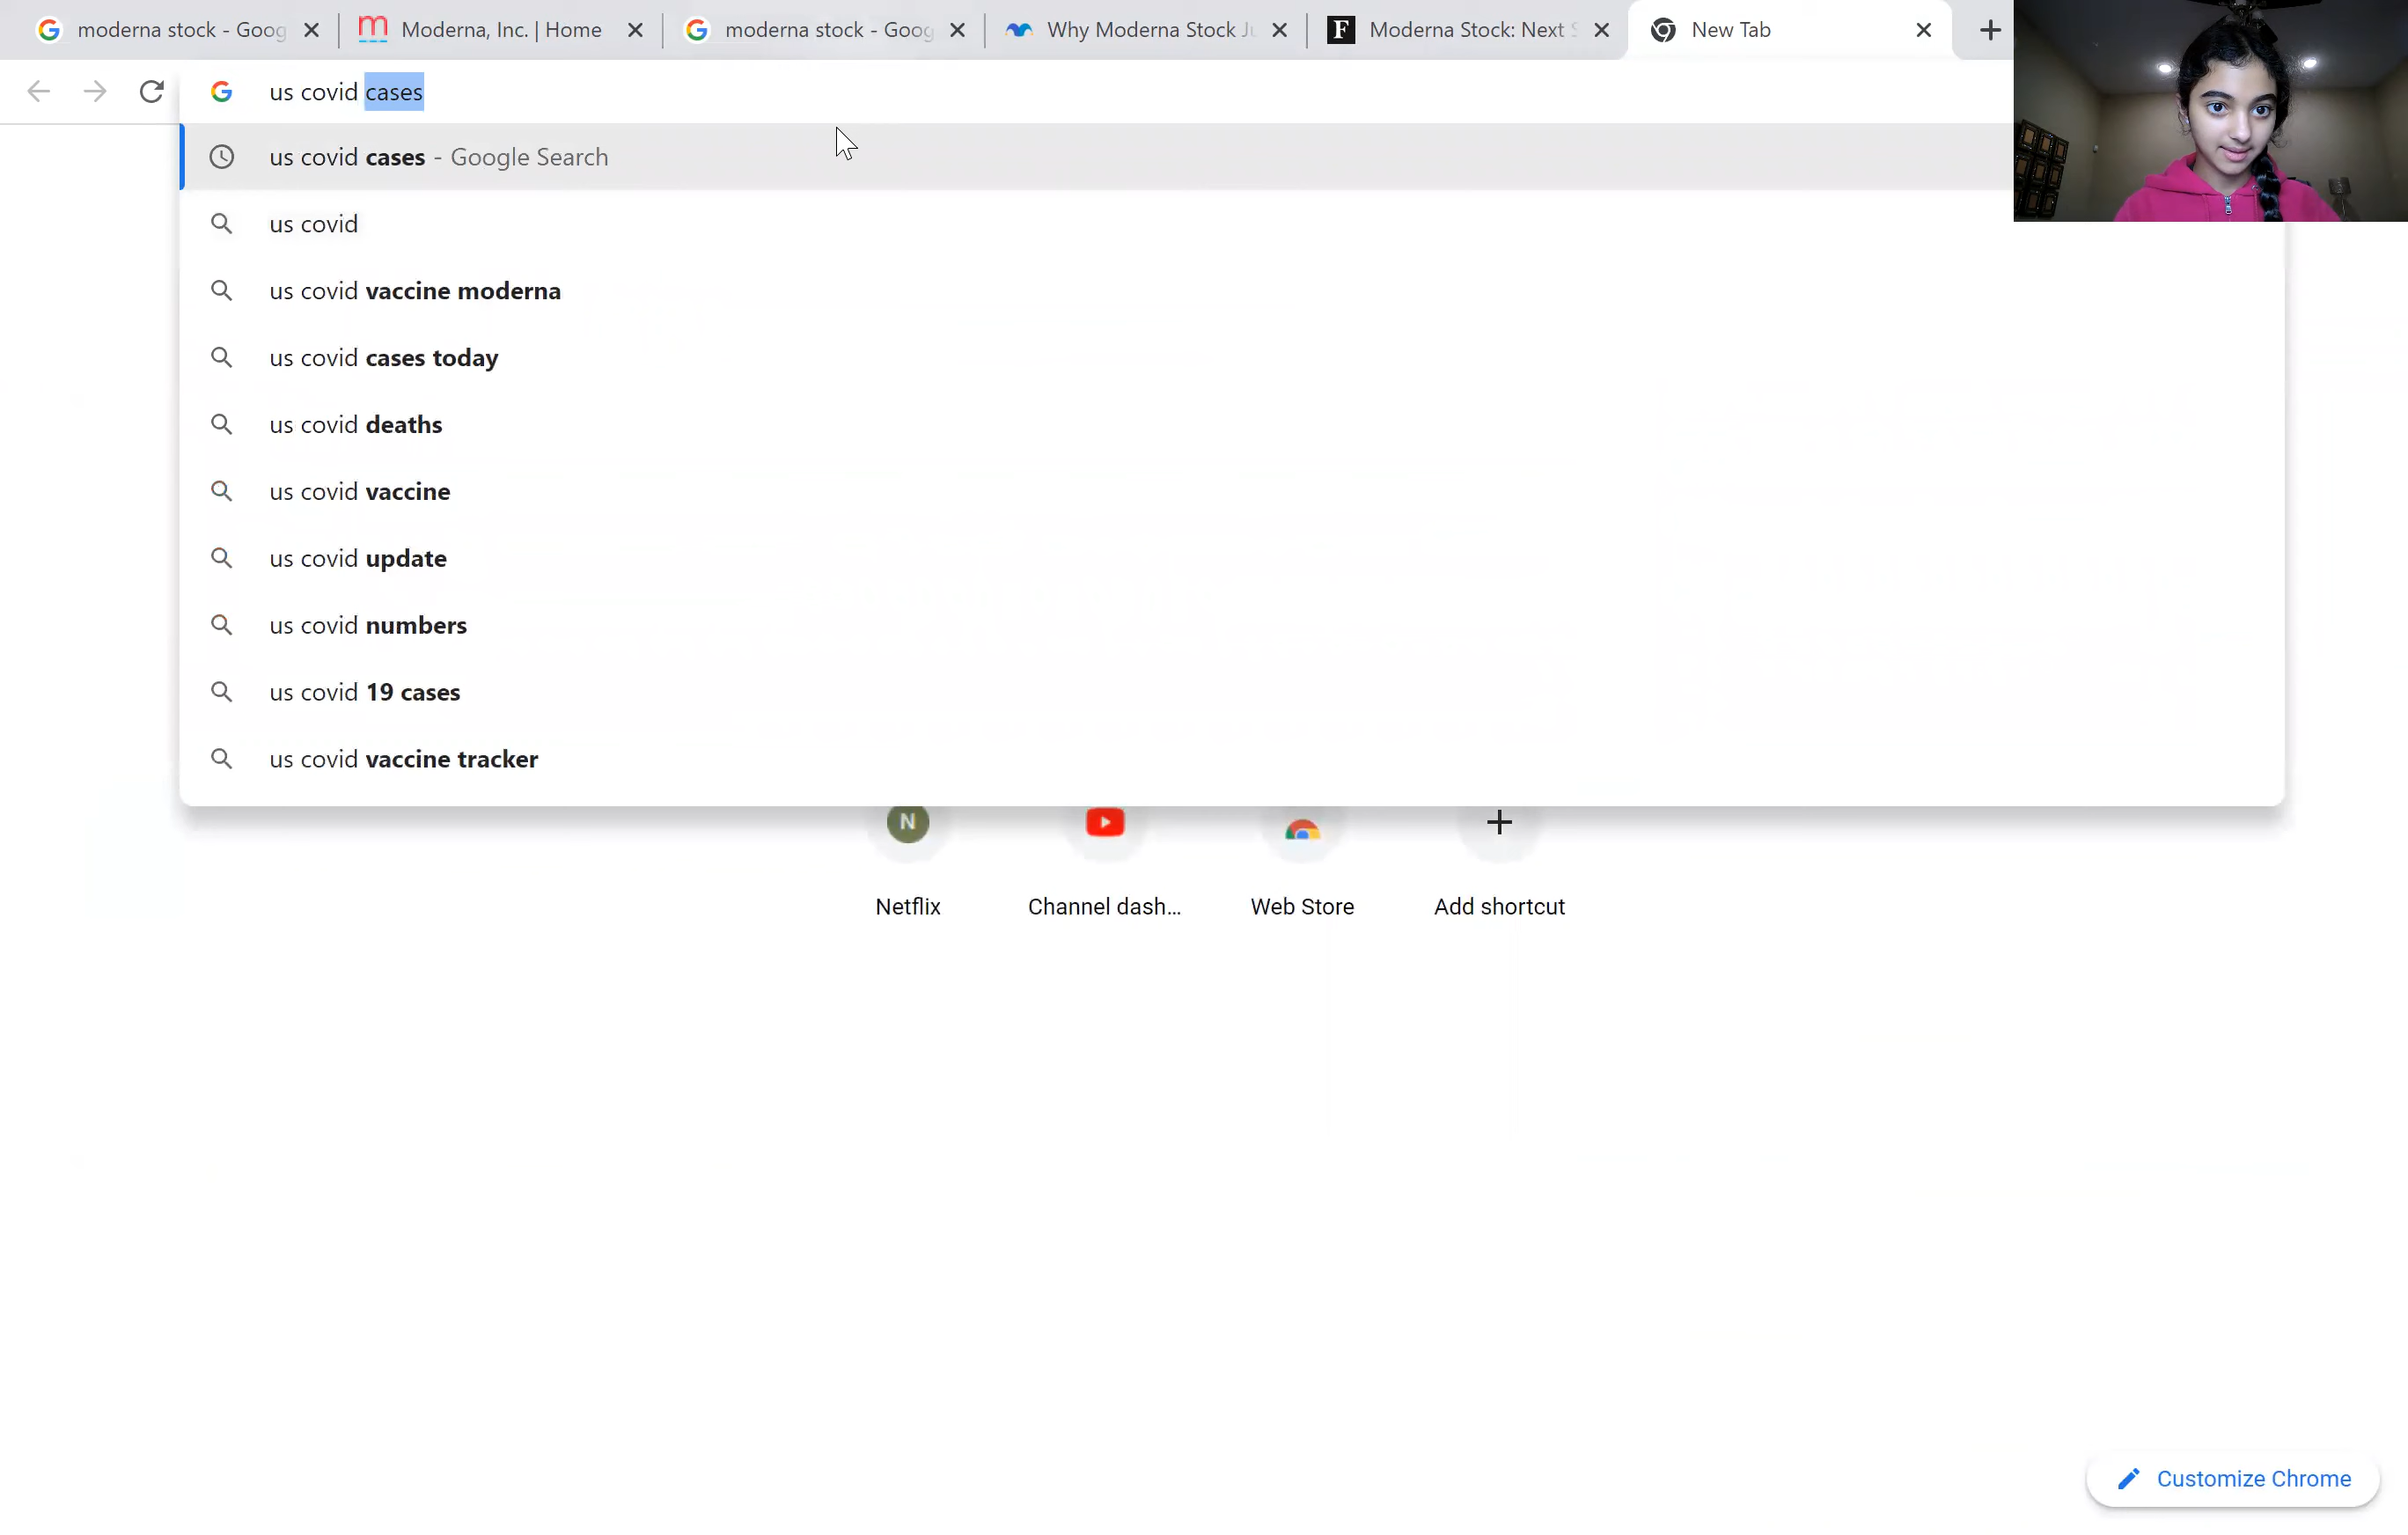 moderna stock - Goog
Moderna, Inc. | Home
moderna stock - Goog
Why Moderna Stock Ju
F
Moderna Stock: Next S
New Tab
us covid cases
us covid cases - Google Search
us covid
us covid vaccine moderna
us covid cases today
us covid deaths
us covid vaccine
us covid update
us covid numbers
us covid 19 cases
us covid vaccine tracker
N
Netflix
Channel dash...
Web Store
Add shortcut
Customize Chrome